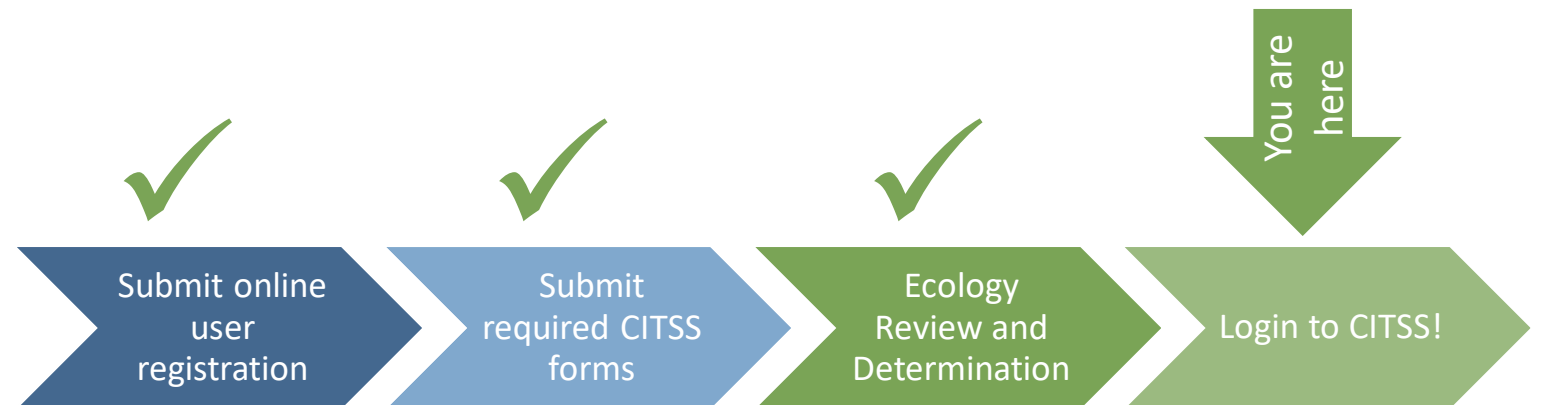 You are
here
Submit online
user
registration
Submit
required CITSS
forms
Ecology
Review and
Determination
Login to CITSS!